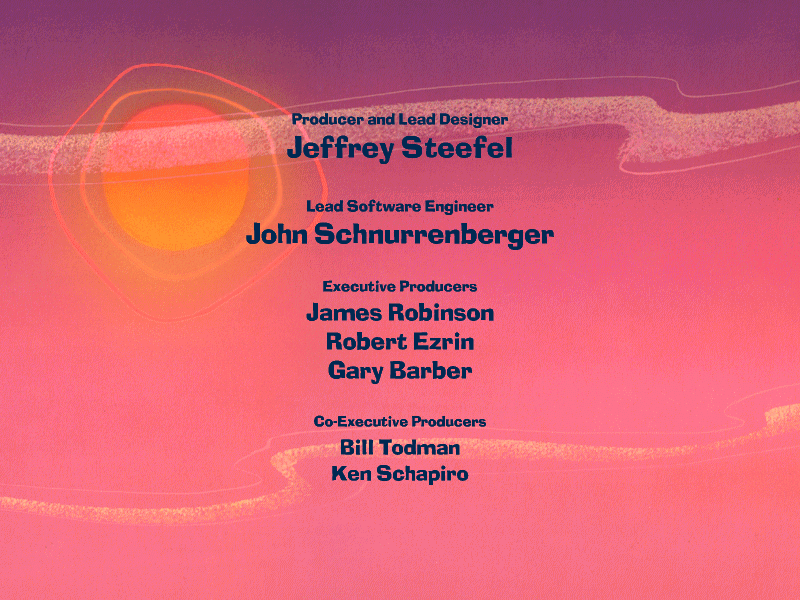 Producer and Lead Designer
Jeffrey Steefel
Lead Software Engineer
John Schnurrenberger
Executive Producers
James Robinson
Robert Ezrin
Gary Barber
Co-Executive Producers
Bill Todman
Ken Schapiro